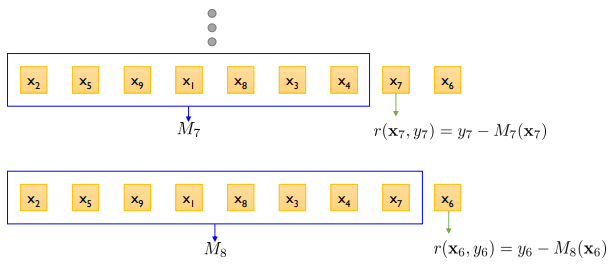 x₂ x₅ x₉ x₁ x₈ x₃ x₄ x₇ x₆
M₇
r(x₇, y₇) = y₇ − M₇(x₇)
x₂ x₅ x₉ x₁ x₈ x₃ x₄ x₇ x₆
M₈
r(x₆, y₆) = y₆ − M₈(x₆)